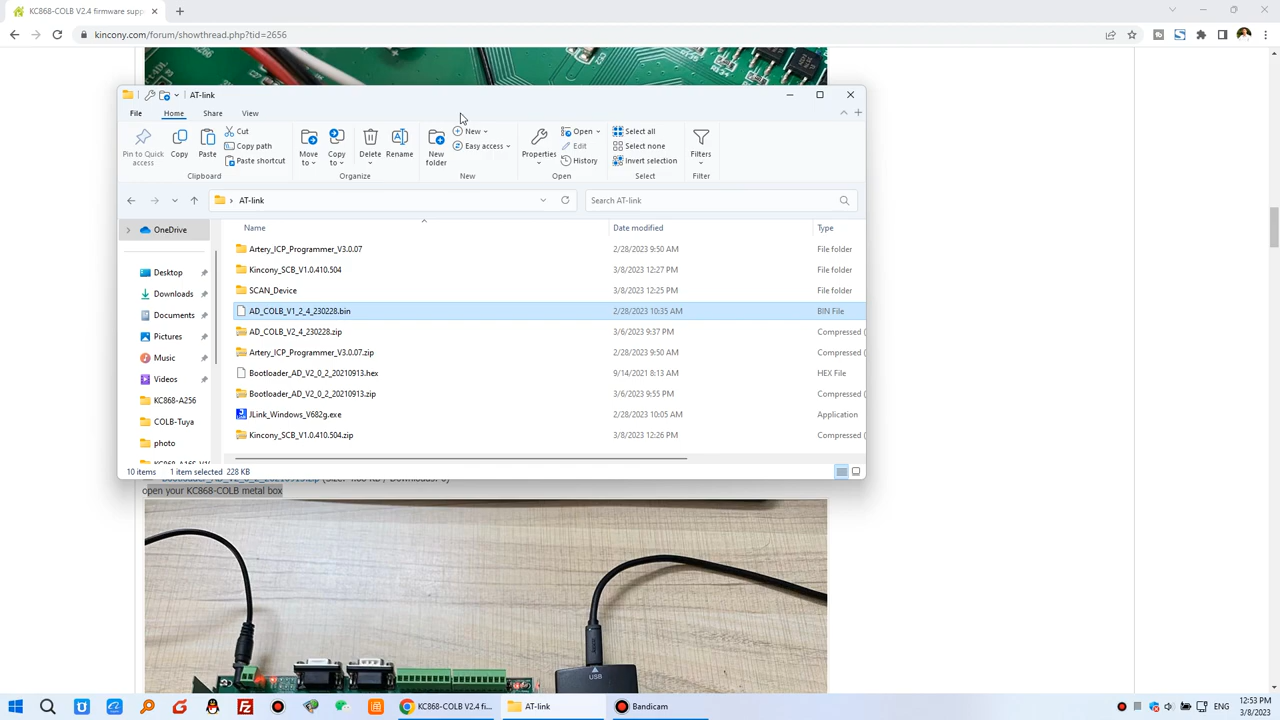 KC868-COLB V2.4 firmware supp
kincony.com/forum/showthread.php?tid=2656
AT-link
File
Home
Share
View
Pin to Quick access
Copy
Paste
Cut
Copy path
Paste shortcut
Move to
Copy to
Delete
Rename
New folder
New
Easy access
Properties
Open
Edit
History
Select all
Select none
Invert selection
Filters
Clipboard
Organize
New
Open
Select
Filter
AT-link
Search AT-link
Name
Date modified
Type
OneDrive
Desktop
Downloads
Documents
Pictures
Music
Videos
KC868-A256
COLB-Tuya
photo
Artery_ICP_Programmer_V3.0.07 2/28/2023 9:50 AM File folder
Kincony_SCB_V1.0.410.504 3/8/2023 12:27 PM File folder
SCAN_Device 3/8/2023 12:25 PM File folder
AD_COLB_V1_2_4_230228.bin 2/28/2023 10:35 AM BIN File
AD_COLB_V2_4_230228.zip 3/6/2023 9:37 PM Compressed (
Artery_ICP_Programmer_V3.0.07.zip 2/28/2023 9:50 AM Compressed (
Bootloader_AD_V2_0_2_20210913.hex 9/14/2021 8:13 AM HEX File
Bootloader_AD_V2_0_2_20210913.zip 3/6/2023 9:55 PM Compressed (
JLink_Windows_V682g.exe 2/28/2023 10:05 AM Application
Kincony_SCB_V1.0.410.504.zip 3/8/2023 12:26 PM Compressed (
10 items 1 item selected 228 KB
open your KC868-COLB metal box
USB
KC868-COLB V2.4 fi...
AT-link
Bandicam
ENG
12:53 PM
3/8/2023